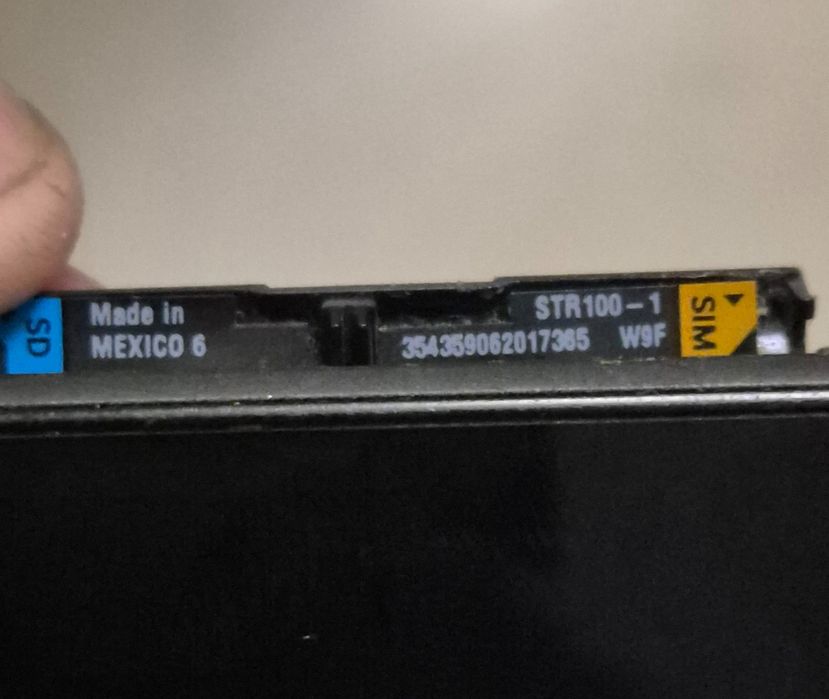 SD
Made in
MEXICO 6
STR100-1
354359062017365 W9F
SIM